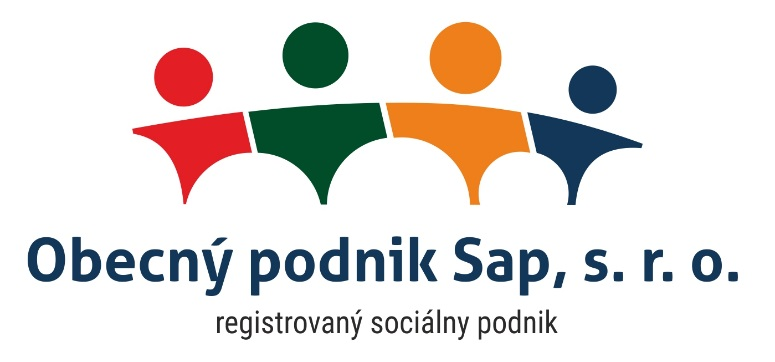 Obecný podnik Sap, s. r. o.
registrovaný sociálny podnik